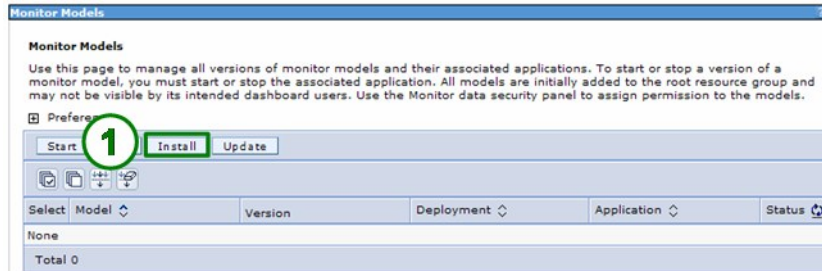 Monitor Models
Monitor Models
Use this page to manage all versions of monitor models and their associated applications. To start or stop a version of a
monitor model, you must start or stop the associated application. All models are initially added to the root resource group and
may not be visible by its intended dashboard users. Use the Monitor data security panel to assign permission to the models.
1
Start Install Update
Select Model Version Deployment Application Status
None
Total 0